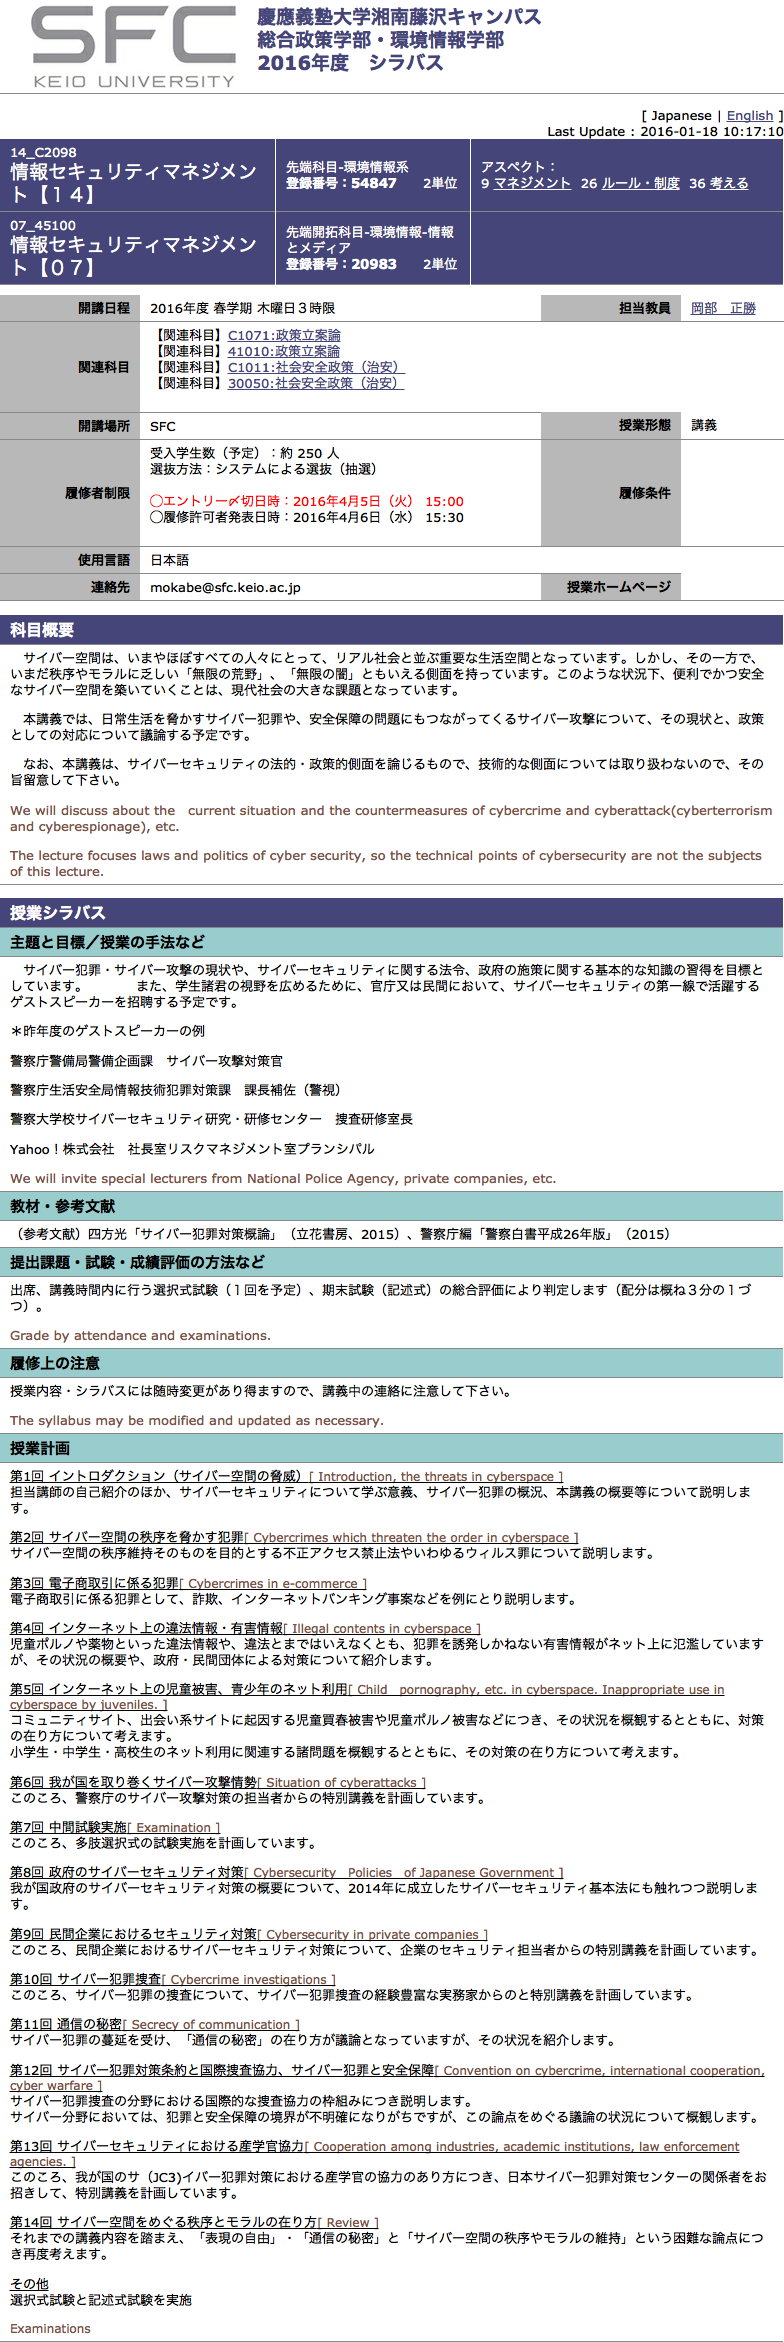 SFC
KEIO UNIVERSITY
慶應義塾大学湘南藤沢キャンパス
総合政策学部・環境情報学部
2016年度　シラバス
[ Japanese | English ]
Last Update : 2016-01-18 10:17:10
14_C2098
情報セキュリティマネジメン
ト【１４】
先端科目-環境情報系
登録番号：54847　　2単位
アスペクト：
9 マネジメント 26 ルール・制度 36 考える
07_45100
情報セキュリティマネジメン
ト【０７】
先端開拓科目-環境情報-情報
とメディア
登録番号：20983　　2単位
開講日程
2016年度 春学期 木曜日３時限
担当教員
岡部　正勝
関連科目
【関連科目】C1071:政策立案論
【関連科目】41010:政策立案論
【関連科目】C1011:社会安全政策（治安）
【関連科目】30050:社会安全政策（治安）
開講場所
SFC
授業形態
講義
履修者制限
受入学生数（予定）：約 250 人
選抜方法：システムによる選抜（抽選）
◯エントリー〆切日時：2016年4月5日（火） 15:00
◯履修許可者発表日時：2016年4月6日（水） 15:30
履修条件
使用言語
日本語
連絡先
mokabe@sfc.keio.ac.jp
授業ホームページ
科目概要
　サイバー空間は、いまやほぼすべての人々にとって、リアル社会と並ぶ重要な生活空間となっています。しかし、その一方で、
いまだ秩序やモラルに乏しい「無限の荒野」、「無限の闇」ともいえる側面を持っています。このような状況下、便利でかつ安全
なサイバー空間を築いていくことは、現代社会の大きな課題となっています。
　本講義では、日常生活を脅かすサイバー犯罪や、安全保障の問題にもつながってくるサイバー攻撃について、その現状と、政策
としての対応について議論する予定です。
　なお、本講義は、サイバーセキュリティの法的・政策的側面を論じるもので、技術的な側面については取り扱わないので、その
旨留意して下さい。
We will discuss about the　current situation and the countermeasures of cybercrime and cyberattack(cyberterrorism
and cyberespionage), etc.
The lecture focuses laws and politics of cyber security, so the technical points of cybersecurity are not the subjects
of this lecture.
授業シラバス
主題と目標／授業の手法など
　サイバー犯罪・サイバー攻撃の現状や、サイバーセキュリティに関する法令、政府の施策に関する基本的な知識の習得を目標と
しています。　　　　また、学生諸君の視野を広めるために、官庁又は民間において、サイバーセキュリティの第一線で活躍する
ゲストスピーカーを招聘する予定です。
＊昨年度のゲストスピーカーの例
警察庁警備局警備企画課　サイバー攻撃対策官
警察庁生活安全局情報技術犯罪対策課　課長補佐（警視）
警察大学校サイバーセキュリティ研究・研修センター　捜査研修室長
Yahoo！株式会社　社長室リスクマネジメント室プランシパル
We will invite special lecturers from National Police Agency, private companies, etc.
教材・参考文献
（参考文献）四方光「サイバー犯罪対策概論」（立花書房、2015）、警察庁編「警察白書平成26年版」（2015）
提出課題・試験・成績評価の方法など
出席、講義時間内に行う選択式試験（１回を予定）、期末試験（記述式）の総合評価により判定します（配分は概ね３分の１づ
つ）。
Grade by attendance and examinations.
履修上の注意
授業内容・シラバスには随時変更があり得ますので、講義中の連絡に注意して下さい。
The syllabus may be modified and updated as necessary.
授業計画
第1回 イントロダクション（サイバー空間の脅威）[ Introduction, the threats in cyberspace ]
担当講師の自己紹介のほか、サイバーセキュリティについて学ぶ意義、サイバー犯罪の概況、本講義の概要等について説明しま
す。
第2回 サイバー空間の秩序を脅かす犯罪[ Cybercrimes which threaten the order in cyberspace ]
サイバー空間の秩序維持そのものを目的とする不正アクセス禁止法やいわゆるウィルス罪について説明します。
第3回 電子商取引に係る犯罪[ Cybercrimes in e-commerce ]
電子商取引に係る犯罪として、詐欺、インターネットバンキング事案などを例にとり説明します。
第4回 インターネット上の違法情報・有害情報[ Illegal contents in cyberspace ]
児童ポルノや薬物といった違法情報や、違法とまではいえなくとも、犯罪を誘発しかねない有害情報がネット上に氾濫しています
が、その状況の概要や、政府・民間団体による対策について紹介します。
第5回 インターネット上の児童被害、青少年のネット利用[ Child　pornography, etc. in cyberspace. Inappropriate use in
cyberspace by juveniles. ]
コミュニティサイト、出会い系サイトに起因する児童買春被害や児童ポルノ被害などにつき、その状況を概観するとともに、対策
の在り方について考えます。
小学生・中学生・高校生のネット利用に関連する諸問題を概観するとともに、その対策の在り方について考えます。
第6回 我が国を取り巻くサイバー攻撃情勢[ Situation of cyberattacks ]
このころ、警察庁のサイバー攻撃対策の担当者からの特別講義を計画しています。
第7回 中間試験実施[ Examination ]
このころ、多肢選択式の試験実施を計画しています。
第8回 政府のサイバーセキュリティ対策[ Cybersecurity　Policies　of Japanese Government ]
我が国政府のサイバーセキュリティ対策の概要について、2014年に成立したサイバーセキュリティ基本法にも触れつつ説明しま
す。
第9回 民間企業におけるセキュリティ対策[ Cybersecurity in private companies ]
このころ、民間企業におけるサイバーセキュリティ対策について、企業のセキュリティ担当者からの特別講義を計画しています。
第10回 サイバー犯罪捜査[ Cybercrime investigations ]
このころ、サイバー犯罪の捜査について、サイバー犯罪捜査の経験豊富な実務家からのと特別講義を計画しています。
第11回 通信の秘密[ Secrecy of communication ]
サイバー犯罪の蔓延を受け、「通信の秘密」の在り方が議論となっていますが、その状況を紹介します。
第12回 サイバー犯罪対策条約と国際捜査協力、サイバー犯罪と安全保障[ Convention on cybercrime, international cooperation,
cyber warfare ]
サイバー犯罪捜査の分野における国際的な捜査協力の枠組みにつき説明します。
サイバー分野においては、犯罪と安全保障の境界が不明確になりがちですが、この論点をめぐる議論の状況について概観します。
第13回 サイバーセキュリティにおける産学官協力[ Cooperation among industries, academic institutions, law enforcement
agencies. ]
このころ、我が国のサ（JC3)イバー犯罪対策における産学官の協力のあり方につき、日本サイバー犯罪対策センターの関係者をお
招きして、特別講義を計画しています。
第14回 サイバー空間をめぐる秩序とモラルの在り方[ Review ]
それまでの講義内容を踏まえ、「表現の自由」・「通信の秘密」と「サイバー空間の秩序やモラルの維持」という困難な論点につ
き再度考えます。
その他
選択式試験と記述式試験を実施
Examinations